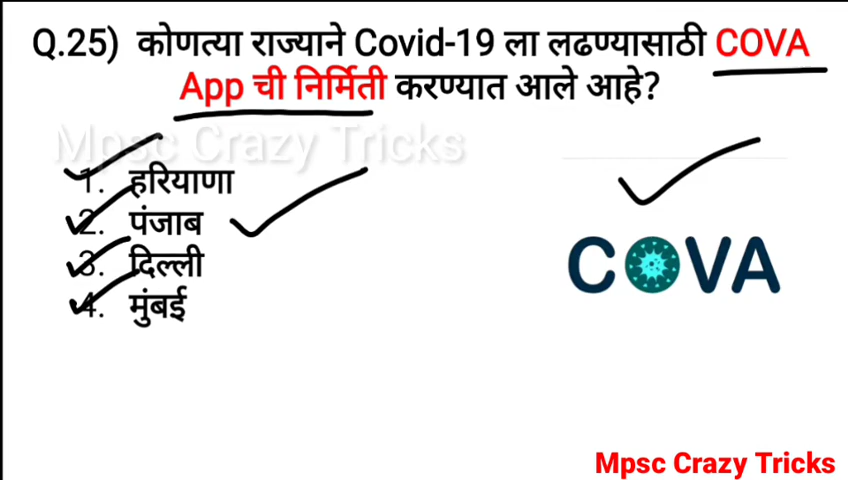 Q.25) कोणत्या राज्याने Covid-19 ला लढण्यासाठी COVA
App ची निर्मिती करण्यात आले आहे?
Mpsc Crazy Tricks
1. हरियाणा
2. पंजाब
3. दिल्ली
4. मुंबई
COVA
Mpsc Crazy Tricks